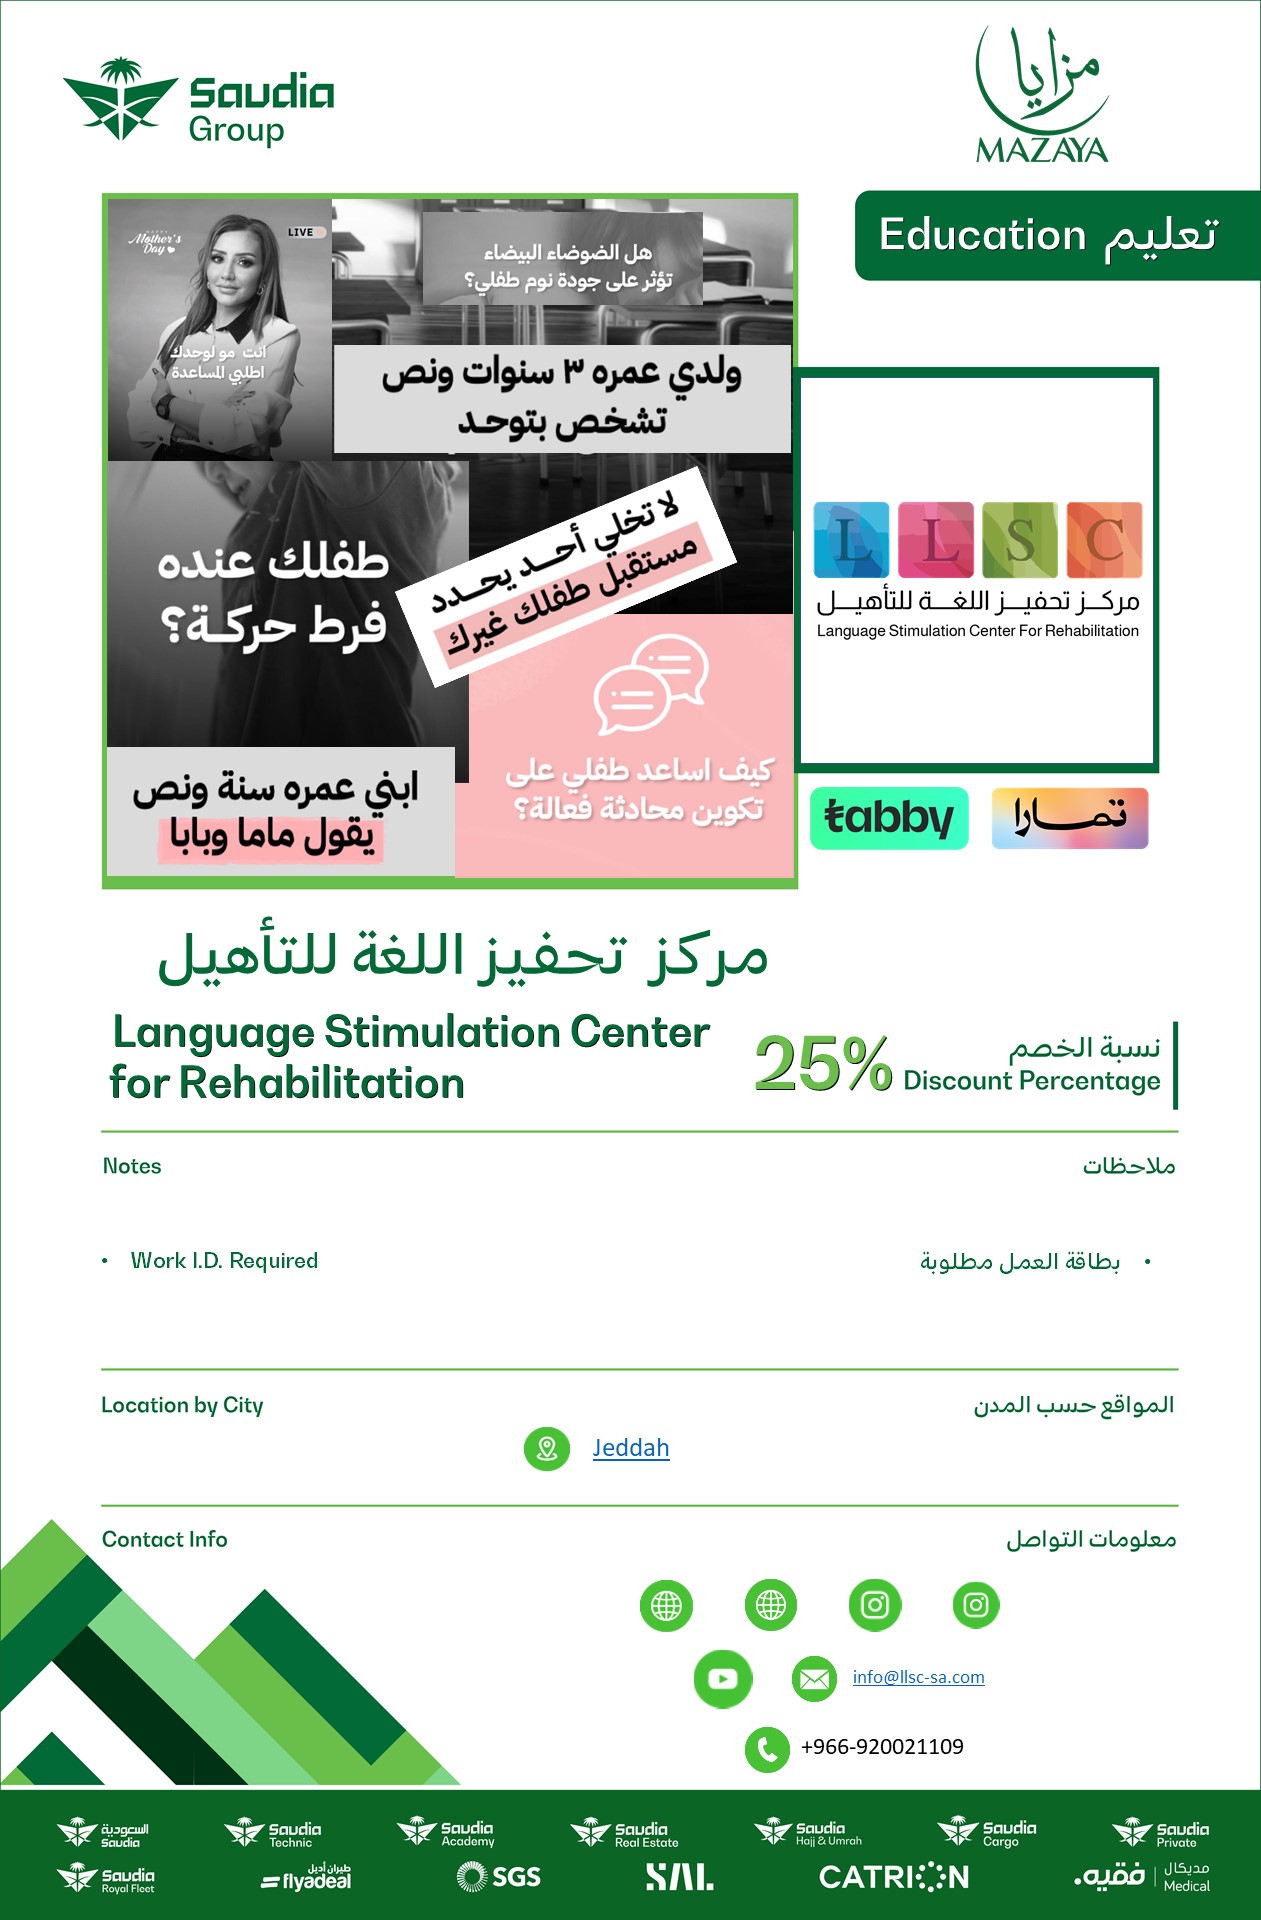 Saudia
Group
مزايا
MAZAYA
Education تعليم
HAPPY
Mother's
Day
LIVE
انت مو لوحدك
اطلبي المساعدة
هل الضوضاء البيضاء
تؤثر على جودة نوم طفلي؟
ولدي عمره ٣ سنوات ونص
تشخص بتوحد
طفلك عنده
فرط حركة؟
لا تخلي أحد يحدد
مستقبل طفلك غيرك
ابني عمره سنة ونص
يقول ماما وبابا
كيف اساعد طفلي على
تكوين محادثة فعالة؟
L L S C
مركز تحفيز اللغة للتأهيل
Language Stimulation Center For Rehabilitation
tabby
تمارا
مركز تحفيز اللغة للتأهيل
Language Stimulation Center
for Rehabilitation
25%
نسبة الخصم
Discount Percentage
Notes
ملاحظات
• Work I.D. Required
• بطاقة العمل مطلوبة
Location by City
المواقع حسب المدن
Jeddah
Contact Info
معلومات التواصل
info@llsc-sa.com
+966-920021109
السعودية
Saudia
Saudia
Technic
Saudia
Academy
Saudia
Real Estate
Saudia
Hajj & Umrah
Saudia
Cargo
Saudia
Private
Saudia
Royal Fleet
طيران أديل
flyadeal
SGS
SAL
CATRION
فقيه.
مديكال
Medical